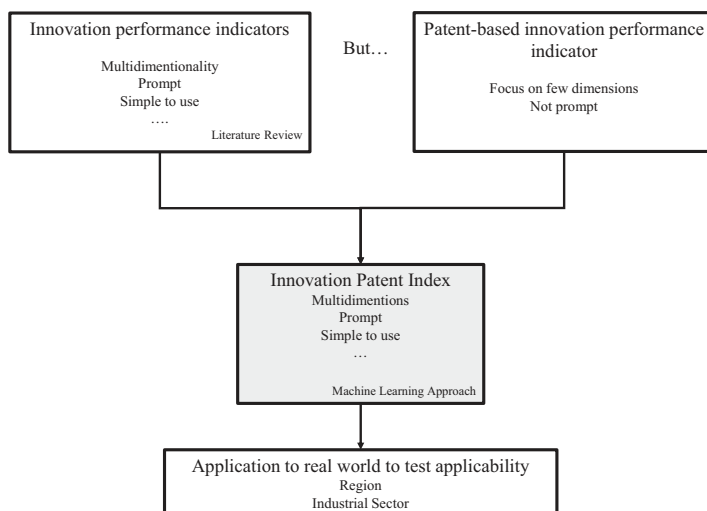 Innovation performance indicators
Multidimentionality
Prompt
Simple to use
….
Literature Review
But…
Patent-based innovation performance
indicator
Focus on few dimensions
Not prompt
Innovation Patent Index
Multidimentions
Prompt
Simple to use
…
Machine Learning Approach
Application to real world to test applicability
Region
Industrial Sector